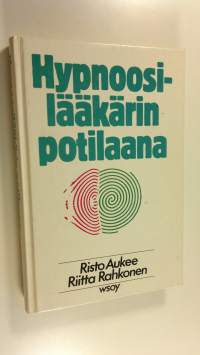 Hypnoosi-
lääkärin
potilaana
Risto Aukee
Riitta Rahkonen
wsoy